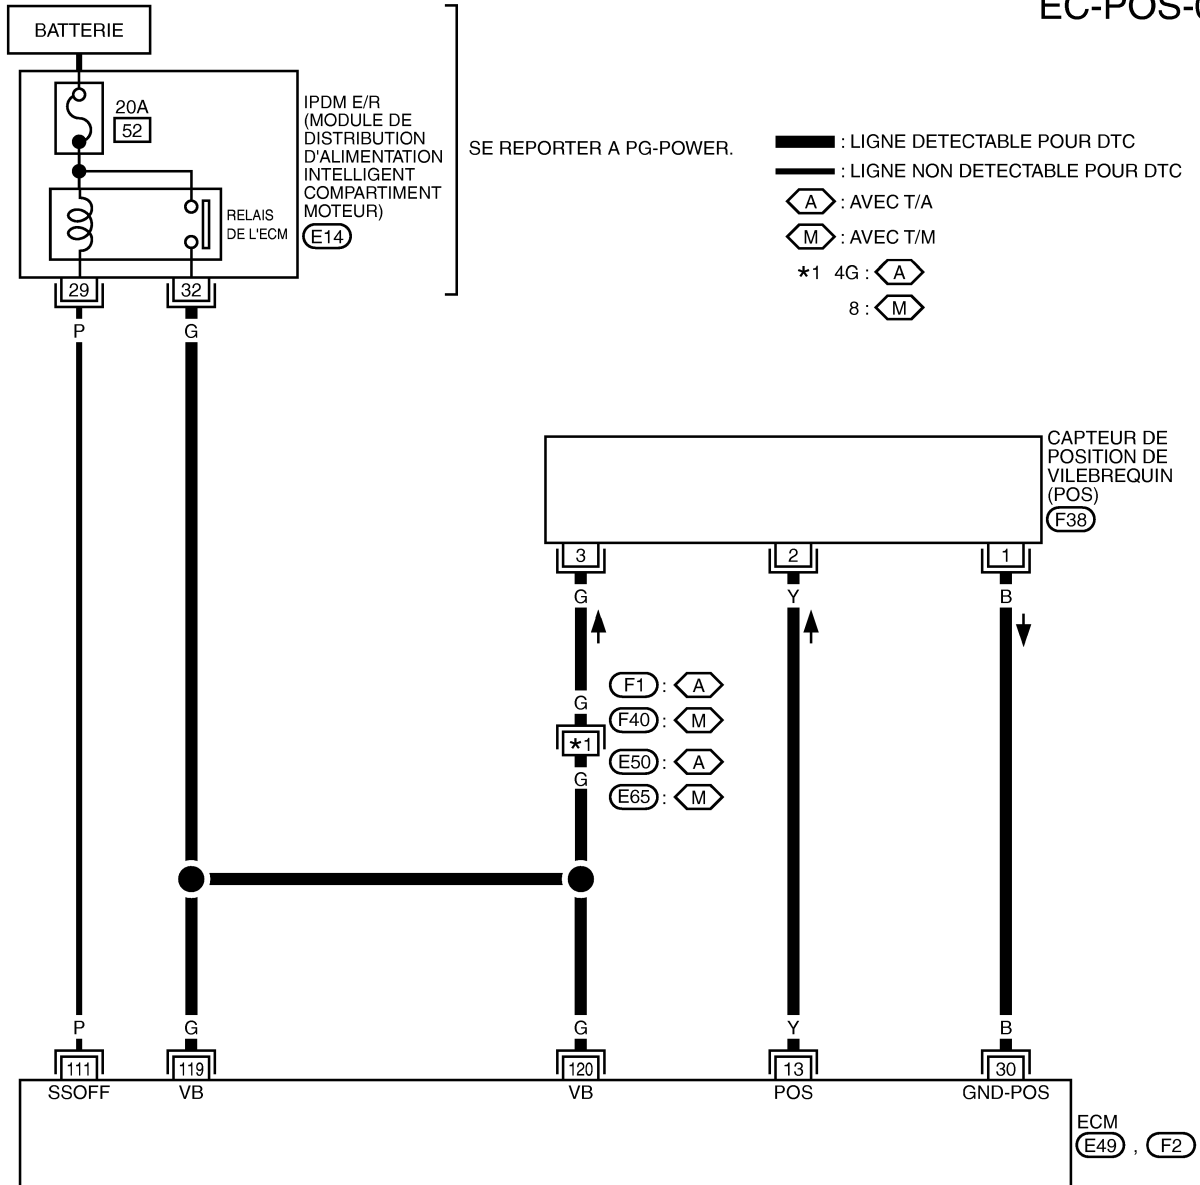 EC-POS-0
BATTERIE
20A
52
IPDM E/R
(MODULE DE
DISTRIBUTION
D'ALIMENTATION
INTELLIGENT
COMPARTIMENT
MOTEUR)
E14
RELAIS
DE L'ECM
SE REPORTER A PG-POWER.
: LIGNE DETECTABLE POUR DTC
: LIGNE NON DETECTABLE POUR DTC
A : AVEC T/A
M : AVEC T/M
*1 4G : A
8 : M
29
32
P
G
CAPTEUR DE
POSITION DE
VILEBREQUIN
(POS)
F38
3
2
1
G
Y
B
F1 : A
G
F40 : M
*1
E50 : A
G
E65 : M
P
G
G
Y
B
111
119
120
13
30
SSOFF
VB
VB
POS
GND-POS
ECM
E49 , F2